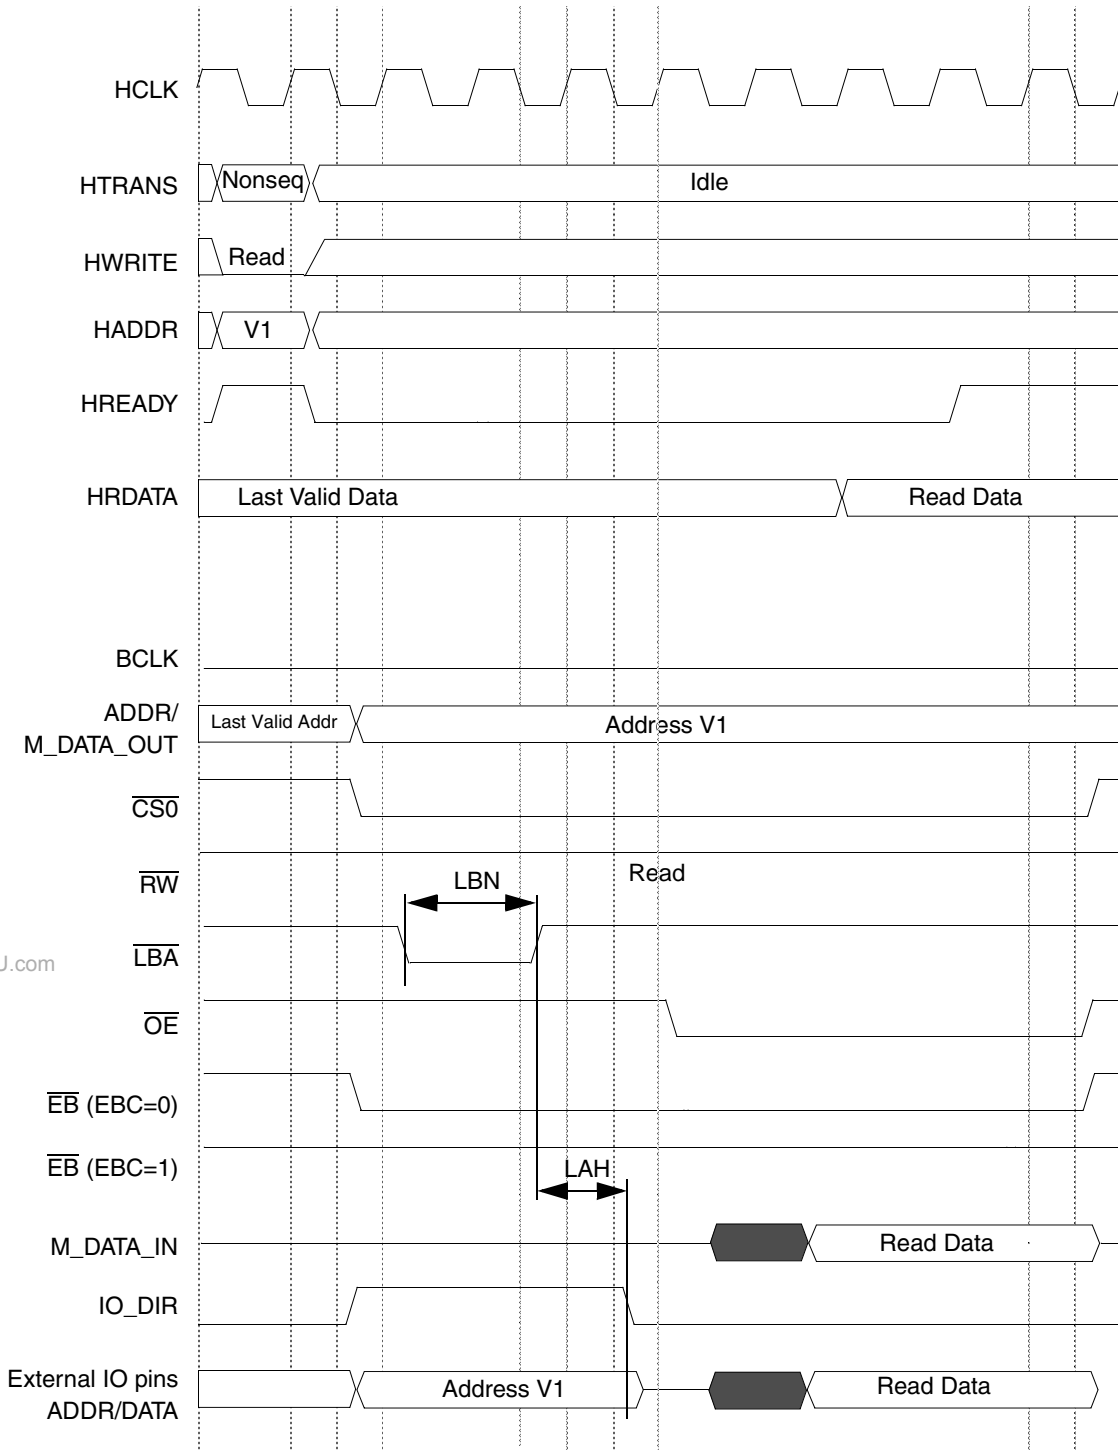 HCLK
HTRANS Nonseq Idle
HWRITE Read
HADDR V1
HREADY
HRDATA Last Valid Data Read Data
BCLK
ADDR/
M_DATA_OUT Last Valid Addr Address V1
CS0
RW LBN Read
LBA
J.com
OE
EB (EBC=0)
EB (EBC=1) LAH
M_DATA_IN Read Data
IO_DIR
External IO pins
ADDR/DATA Address V1 Read Data